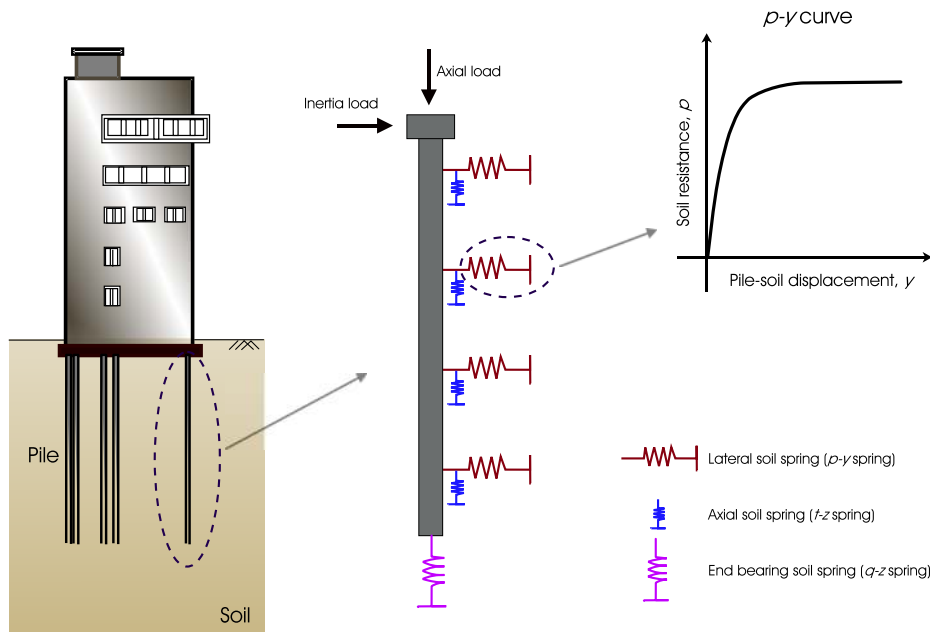 p-y curve
Axial load
Inertia load
Soil resistance, p
Pile-soil displacement, y
Pile
Soil
Lateral soil spring (p-y spring)
Axial soil spring (t-z spring)
End bearing soil spring (q-z spring)